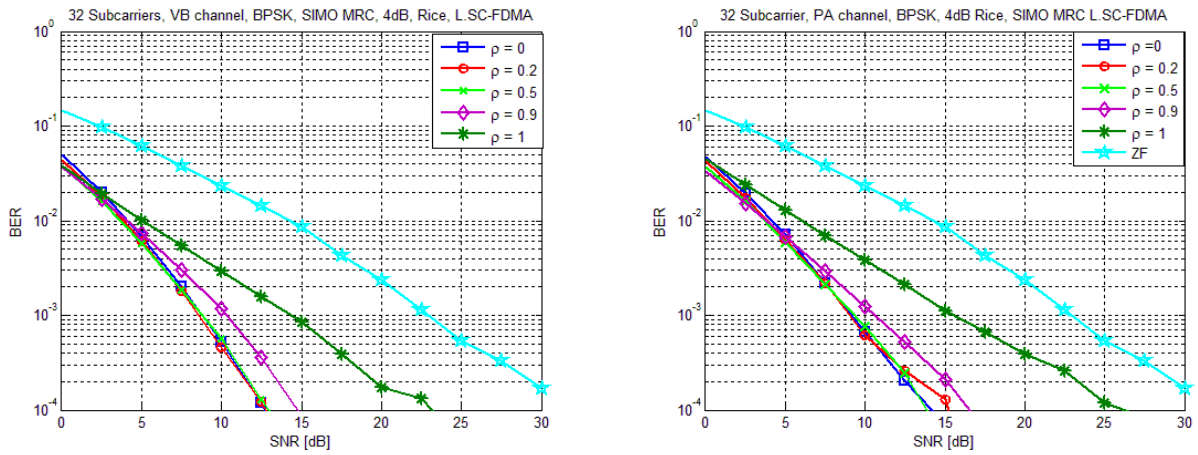 32 Subcarriers, VB channel, BPSK, SIMO MRC, 4dB, Rice, L.SC-FDMA
10^0
10^-1
10^-2
10^-3
10^-4
BER
ρ = 0
ρ = 0.2
ρ = 0.5
ρ = 0.9
ρ = 1
0 5 10 15 20 25 30
SNR [dB]
32 Subcarrier, PA channel, BPSK, 4dB Rice, SIMO MRC L.SC-FDMA
10^0
10^-1
10^-2
10^-3
10^-4
BER
ρ =0
ρ = 0.2
ρ = 0.5
ρ = 0.9
ρ = 1
ZF
0 5 10 15 20 25 30
SNR [dB]